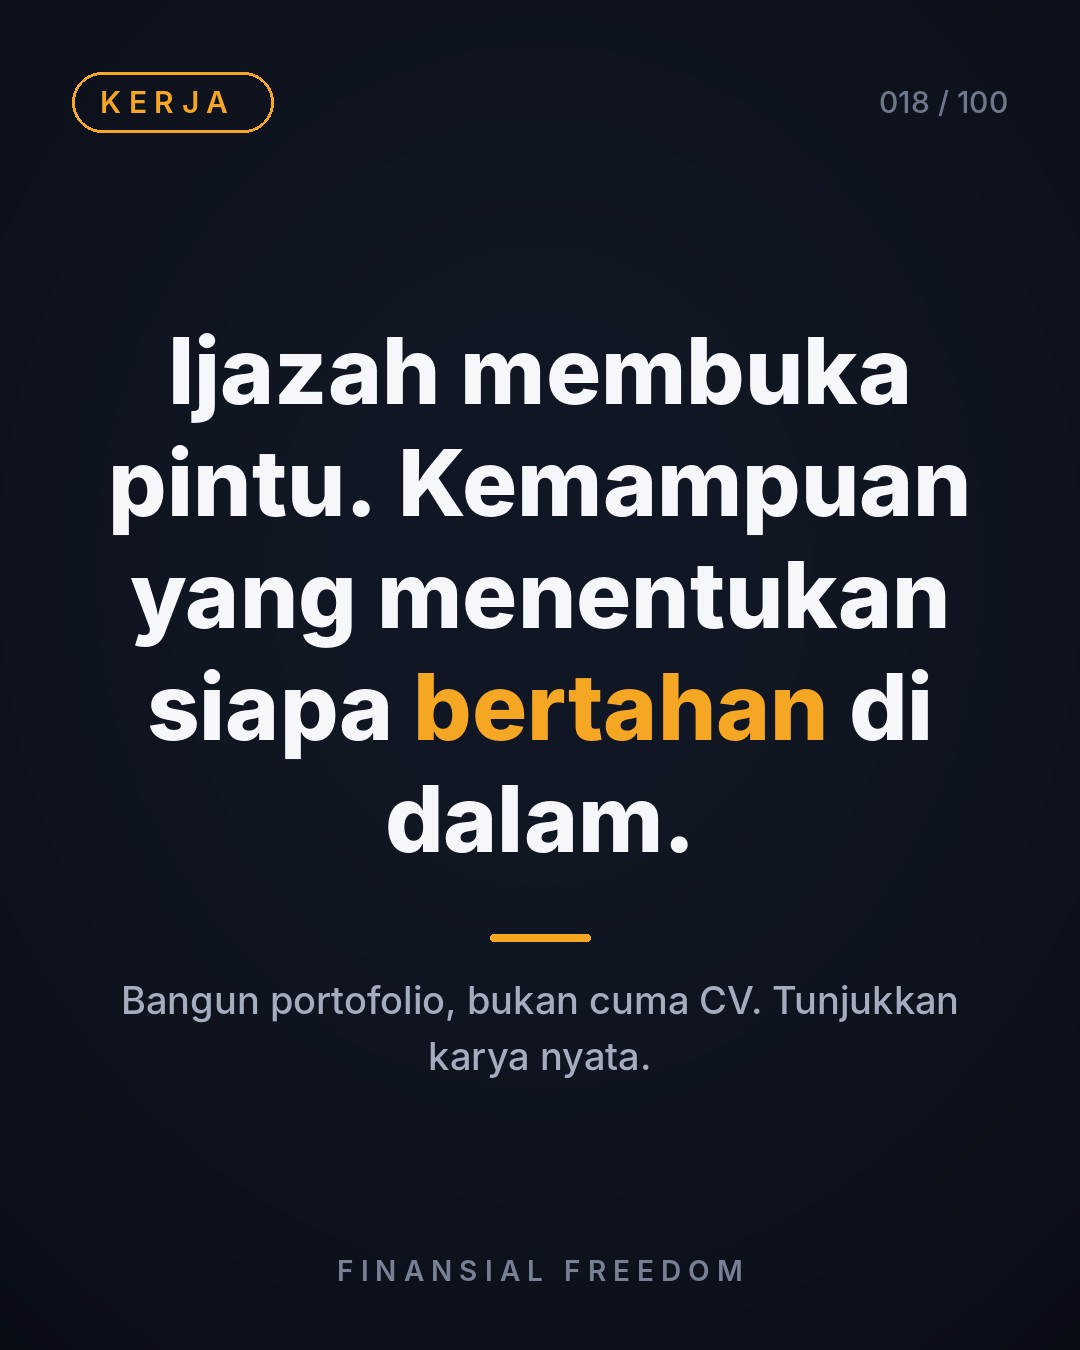 KERJA
018 / 100
Ijazah membuka
pintu. Kemampuan
yang menentukan
siapa bertahan di
dalam.
Bangun portofolio, bukan cuma CV. Tunjukkan
karya nyata.
FINANSIAL FREEDOM